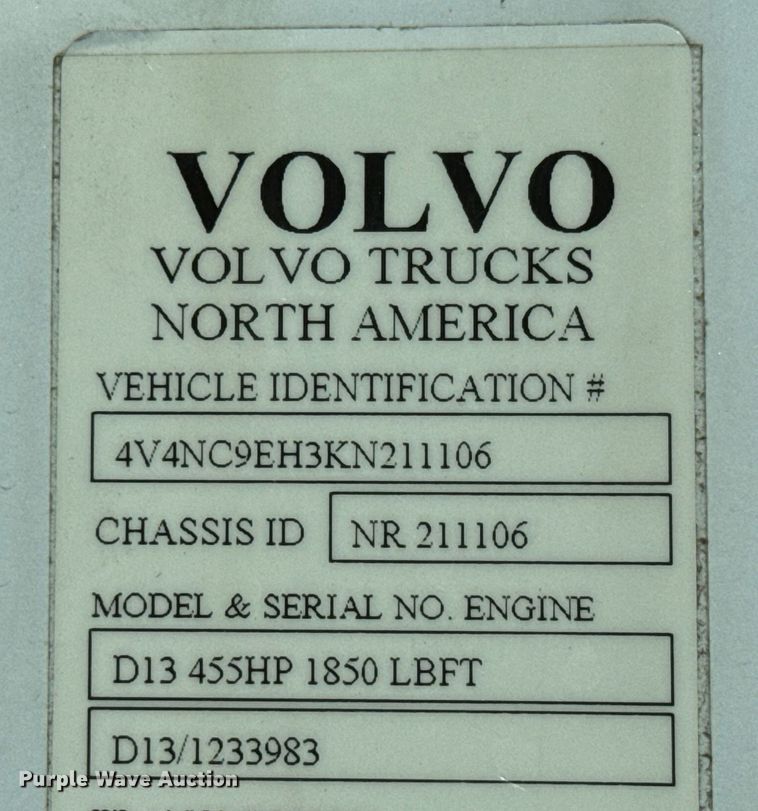 VOLVO
VOLVO TRUCKS
NORTH AMERICA
VEHICLE IDENTIFICATION #
4V4NC9EH3KN211106
CHASSIS ID NR 211106
MODEL & SERIAL NO. ENGINE
D13 455HP 1850 LBFT
D13/1233983
Purple Wave Auction